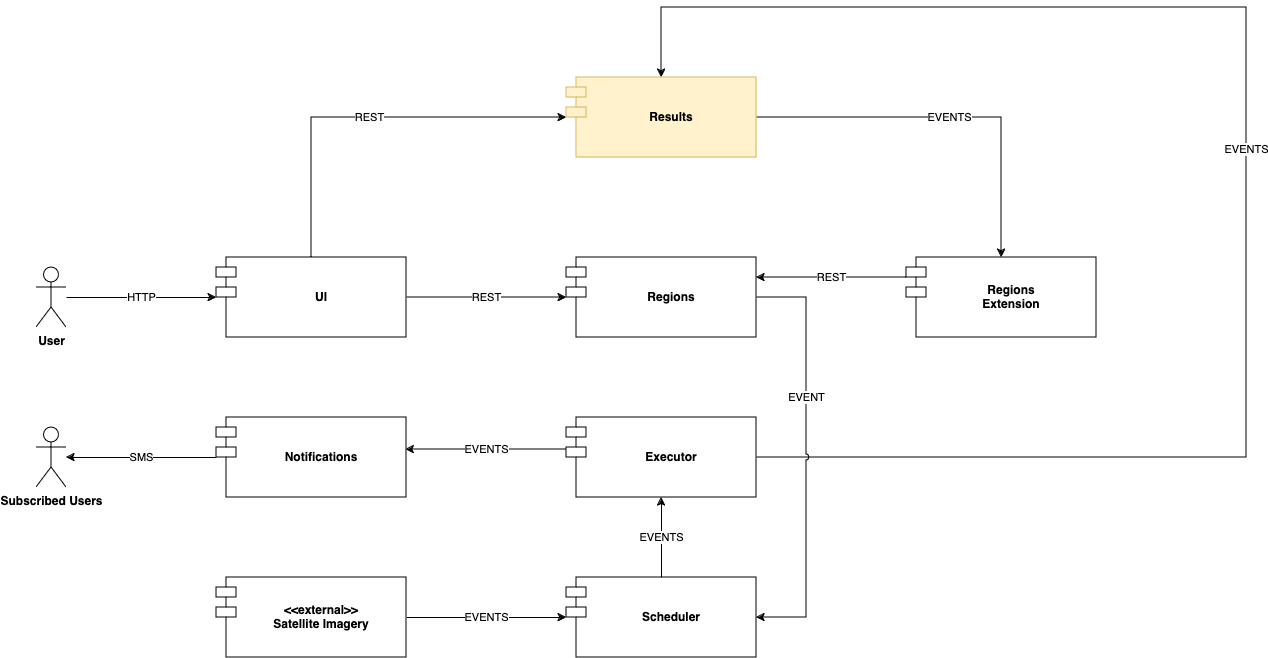 EVENTS
REST
Results
EVENTS
HTTP
UI
REST
Regions
REST
Regions
Extension
User
EVENT
SMS
Notifications
EVENTS
Executor
Subscribed Users
EVENTS
<<external>>
Satellite Imagery
EVENTS
Scheduler